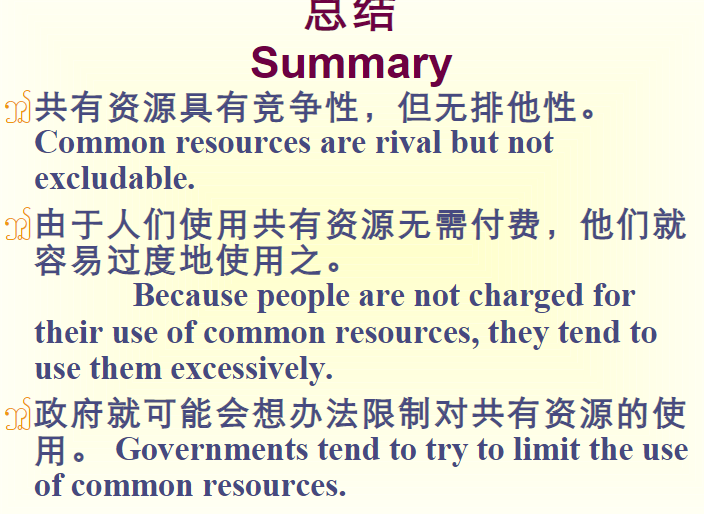 总结
Summary
共有资源具有竞争性，但无排他性。
Common resources are rival but not
excludable.
由于人们使用共有资源无需付费，他们就
容易过度地使用之。
Because people are not charged for
their use of common resources, they tend to
use them excessively.
政府就可能会想办法限制对共有资源的使
用。 Governments tend to try to limit the use
of common resources.